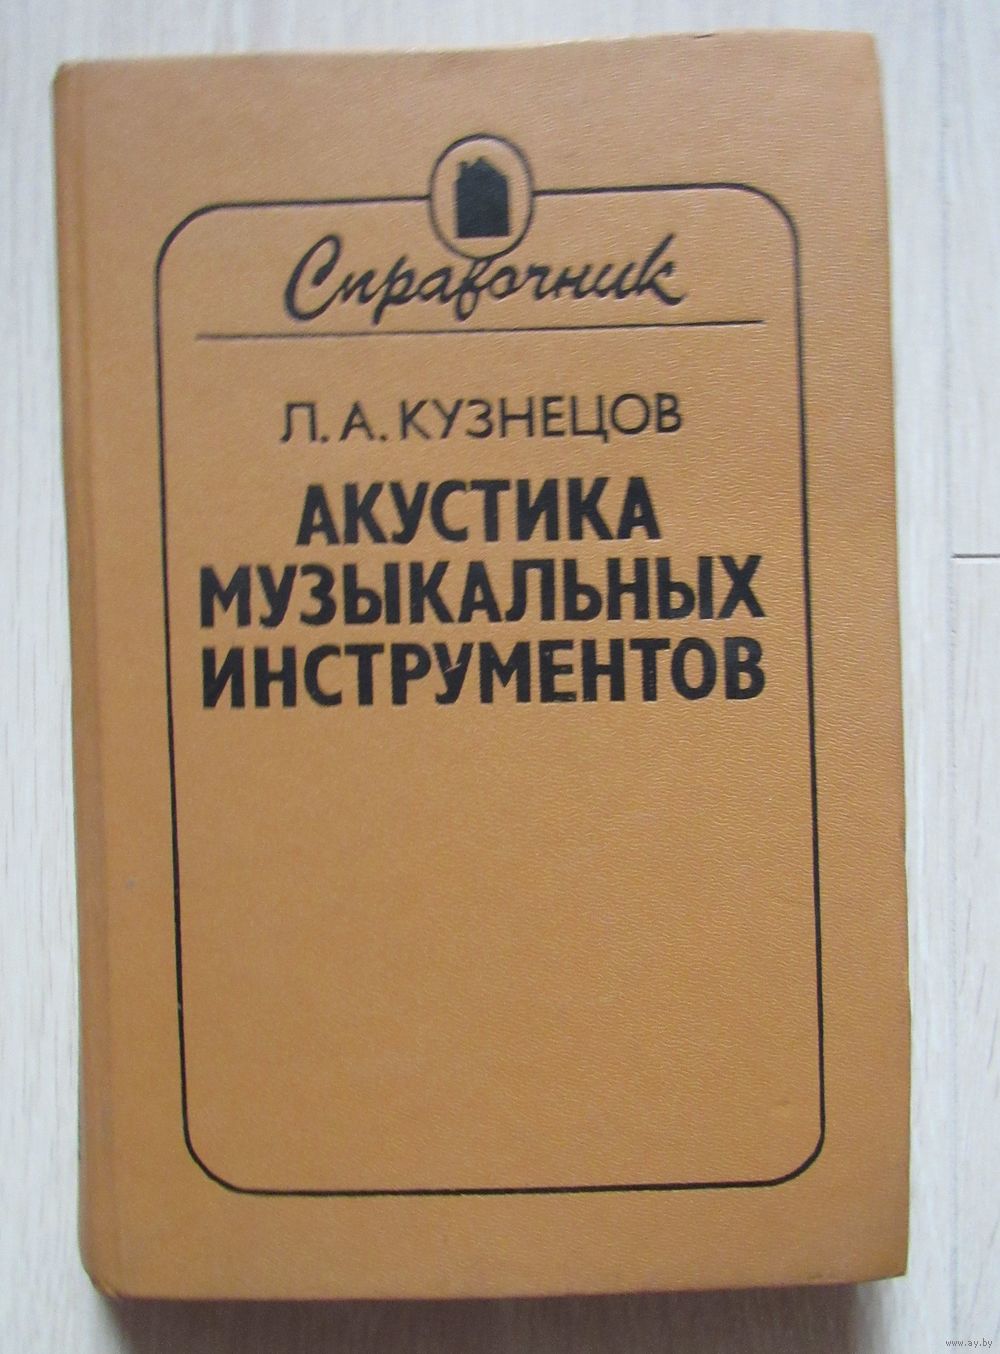 Справочник
Л. А. КУЗНЕЦОВ
АКУСТИКА
МУЗЫКАЛЬНЫХ
ИНСТРУМЕНТОВ
www.ay.by